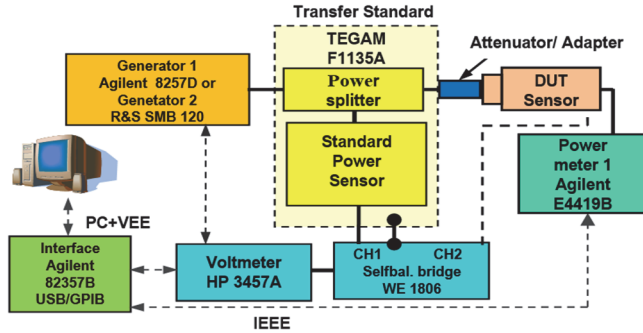 Transfer Standard
TEGAM
F1135A
Attenuator/ Adapter
Generator 1
Agilent 8257D or
Genetator 2
R&S SMB 120
Power
splitter
DUT
Sensor
Standard
Power
Sensor
Power
meter 1
Agilent
E4419B
PC+VEE
Interface
Agilent
82357B
USB/GPIB
Voltmeter
HP 3457A
CH1 CH2
Selfbal. bridge
WE 1806
IEEE